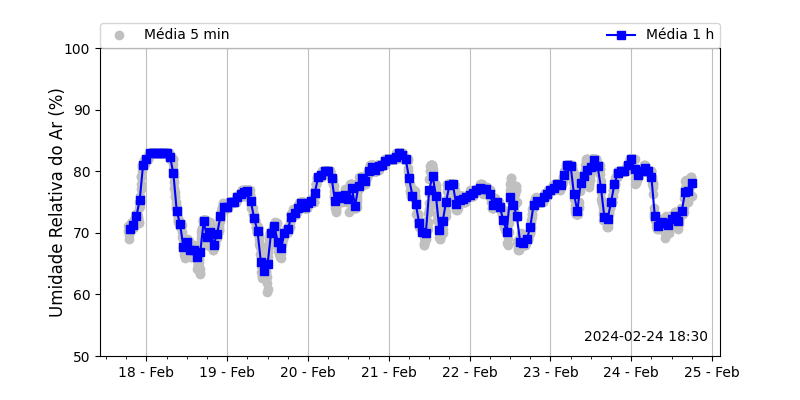 Média 5 min
Média 1 h
Umidade Relativa do Ar (%)
100
90
80
70
60
50
2024-02-24 18:30
18 - Feb
19 - Feb
20 - Feb
21 - Feb
22 - Feb
23 - Feb
24 - Feb
25 - Feb